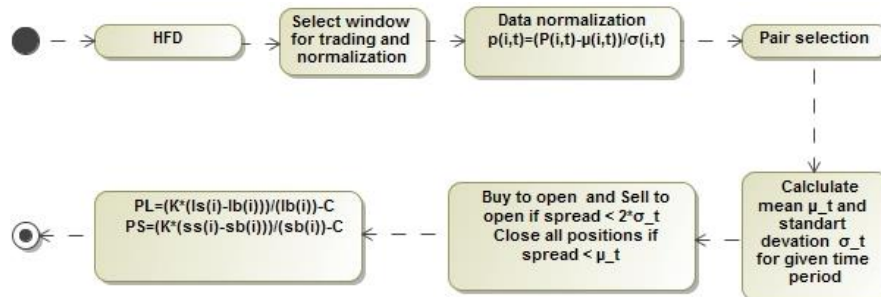 HFD
Select window
for trading and
normalization
Data normalization
p(i,t)=(P(i,t)-μ(i,t))/σ(i,t)
Pair selection
Calclulate
mean μ_t and
standart
devation σ_t
for given time
period
Buy to open and Sell to
open if spread < 2*σ_t
Close all positions if
spread < μ_t
PL=(K*(ls(i)-lb(i)))/(lb(i))-C
PS=(K*(ss(i)-sb(i)))/(sb(i))-C